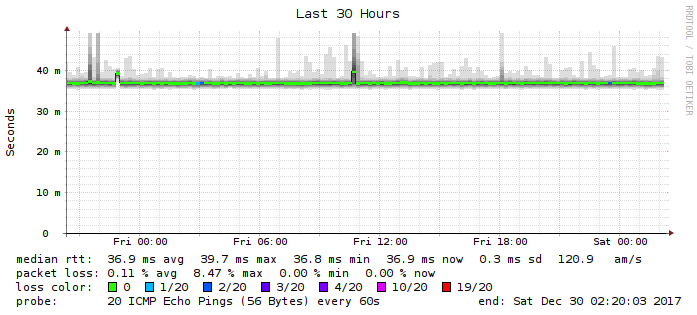 Last 30 Hours
RRDTOOL / TOBI OETIKER
Seconds
40 m
30 m
20 m
10 m
0
Fri 00:00 Fri 06:00 Fri 12:00 Fri 18:00 Sat 00:00
median rtt: 36.9 ms avg 39.7 ms max 36.8 ms min 36.9 ms now 0.3 ms sd 120.9 am/s
packet loss: 0.11 % avg 8.47 % max 0.00 % min 0.00 % now
loss color: 0 1/20 2/20 3/20 4/20 10/20 19/20
probe: 20 ICMP Echo Pings (56 Bytes) every 60s end: Sat Dec 30 02:20:03 2017